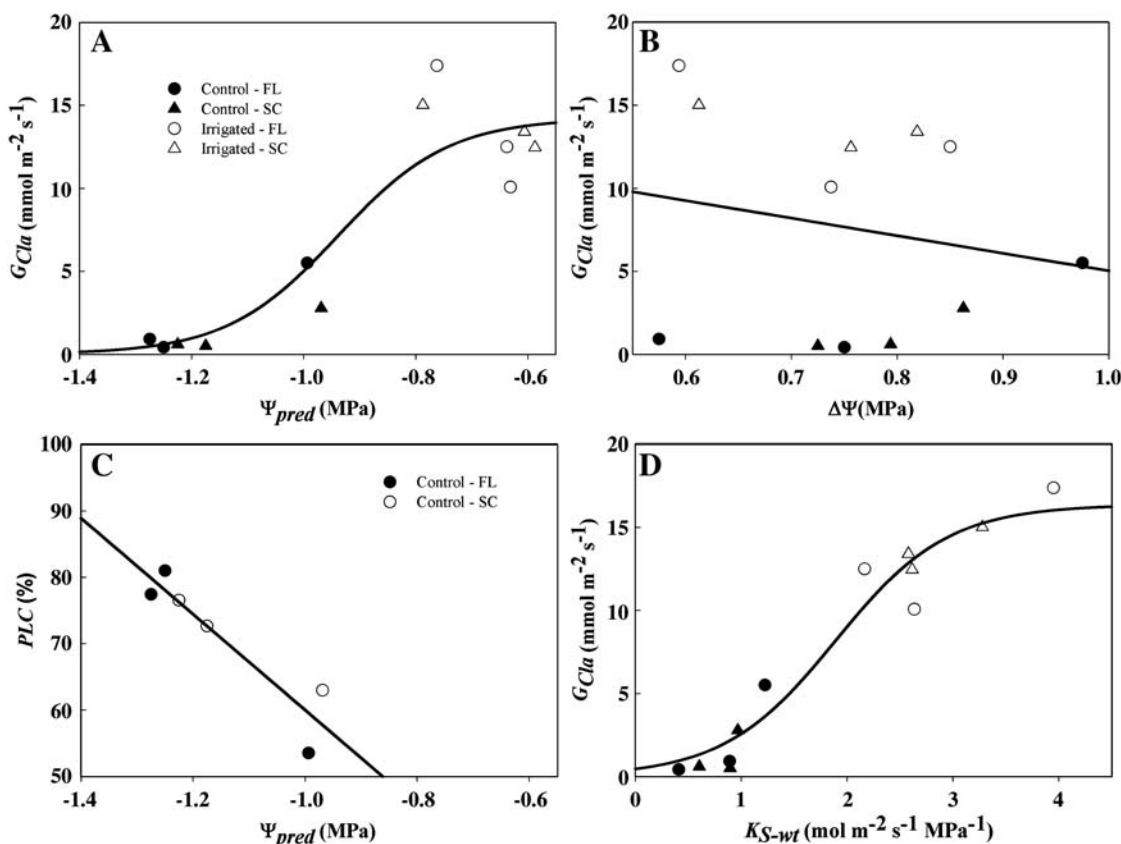 A
20
15
10
5
0
G_Cla (mmol m⁻² s⁻¹)
Control - FL
Control - SC
Irrigated - FL
Irrigated - SC
-1.4 -1.2 -1.0 -0.8 -0.6
Ψ_pred (MPa)
B
20
15
10
5
0
G_Cla (mmol m⁻² s⁻¹)
0.6 0.7 0.8 0.9 1.0
ΔΨ(MPa)
C
100
90
80
70
60
50
PLC (%)
Control - FL
Control - SC
-1.4 -1.2 -1.0 -0.8 -0.6
Ψ_pred (MPa)
D
20
15
10
5
0
G_Cla (mmol m⁻² s⁻¹)
0 1 2 3 4
K_S-wt (mol m⁻² s⁻¹ MPa⁻¹)